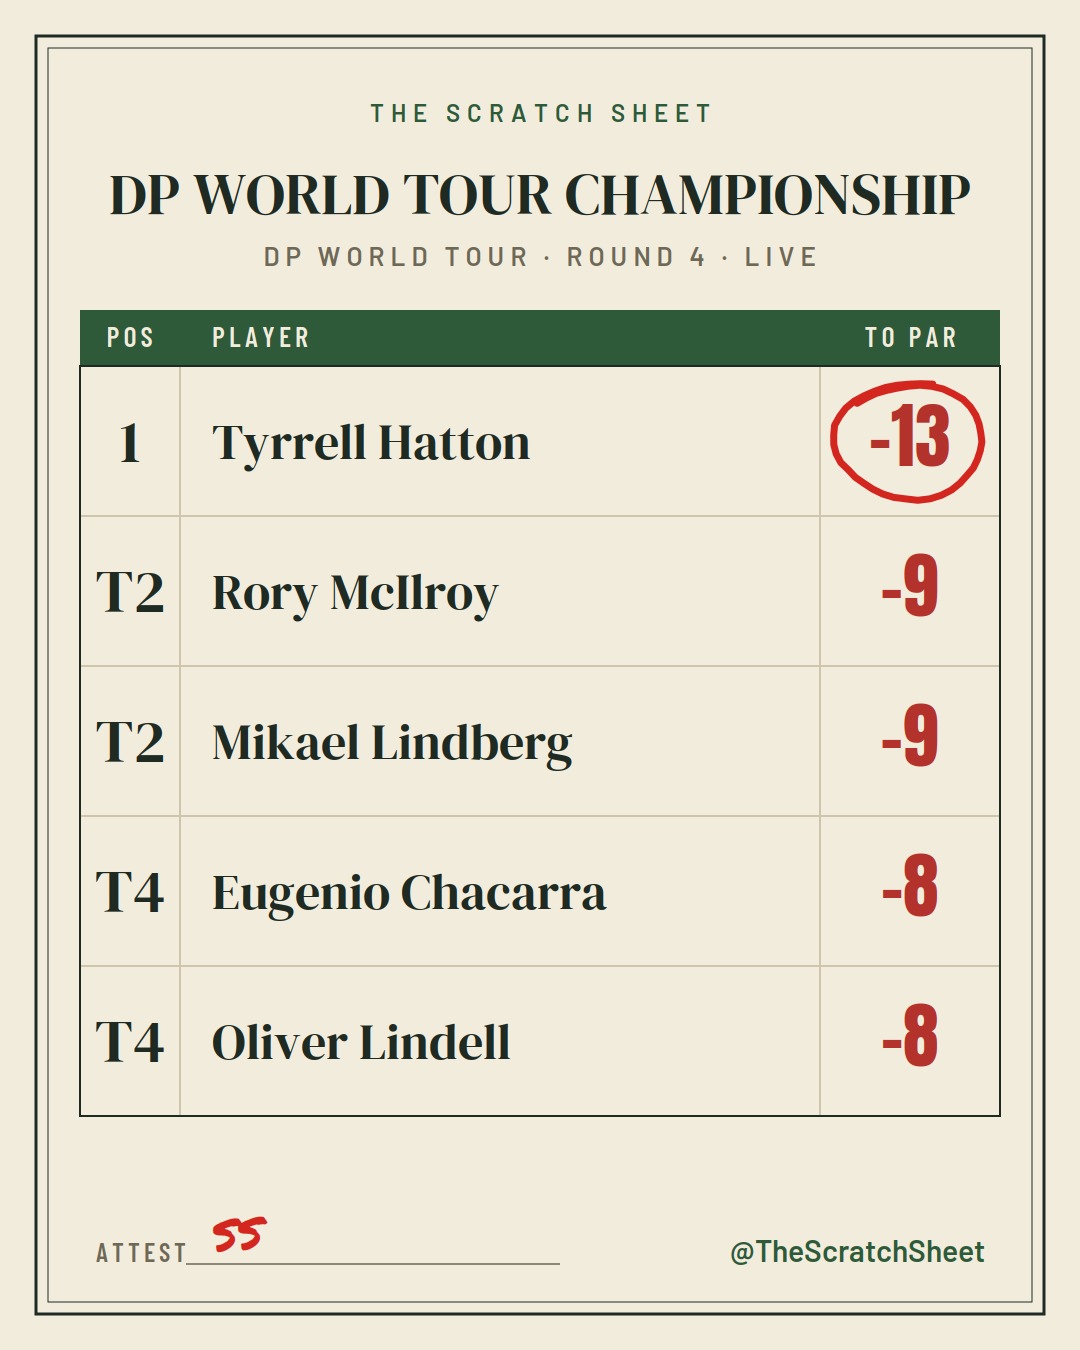 THE SCRATCH SHEET
DP WORLD TOUR CHAMPIONSHIP
DP WORLD TOUR · ROUND 4 · LIVE
POS PLAYER TO PAR
1 Tyrrell Hatton -13
T2 Rory McIlroy -9
T2 Mikael Lindberg -9
T4 Eugenio Chacarra -8
T4 Oliver Lindell -8
ATTEST SS @TheScratchSheet